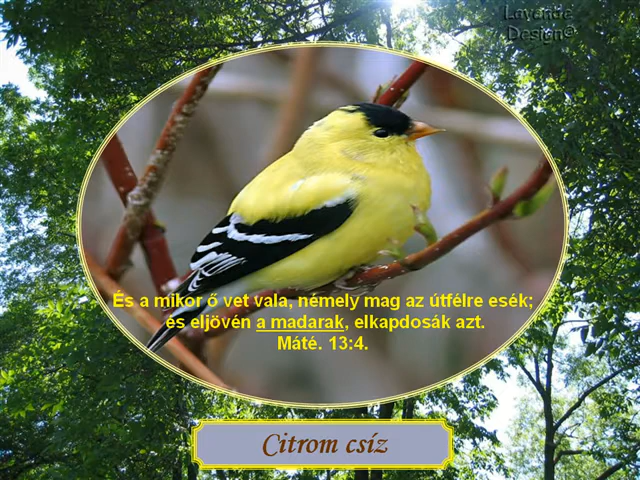 Lavende
Design©
És a mikor ő vet vala, némely mag az útfélre esék;
és eljövén a madarak, elkapdosák azt.
Máté. 13:4.
Citrom csíz